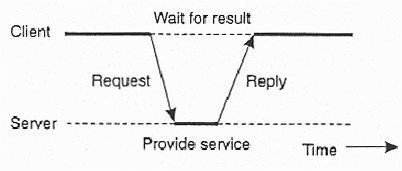 Wait for result
Client
Request
Reply
Server
Provide service
Time